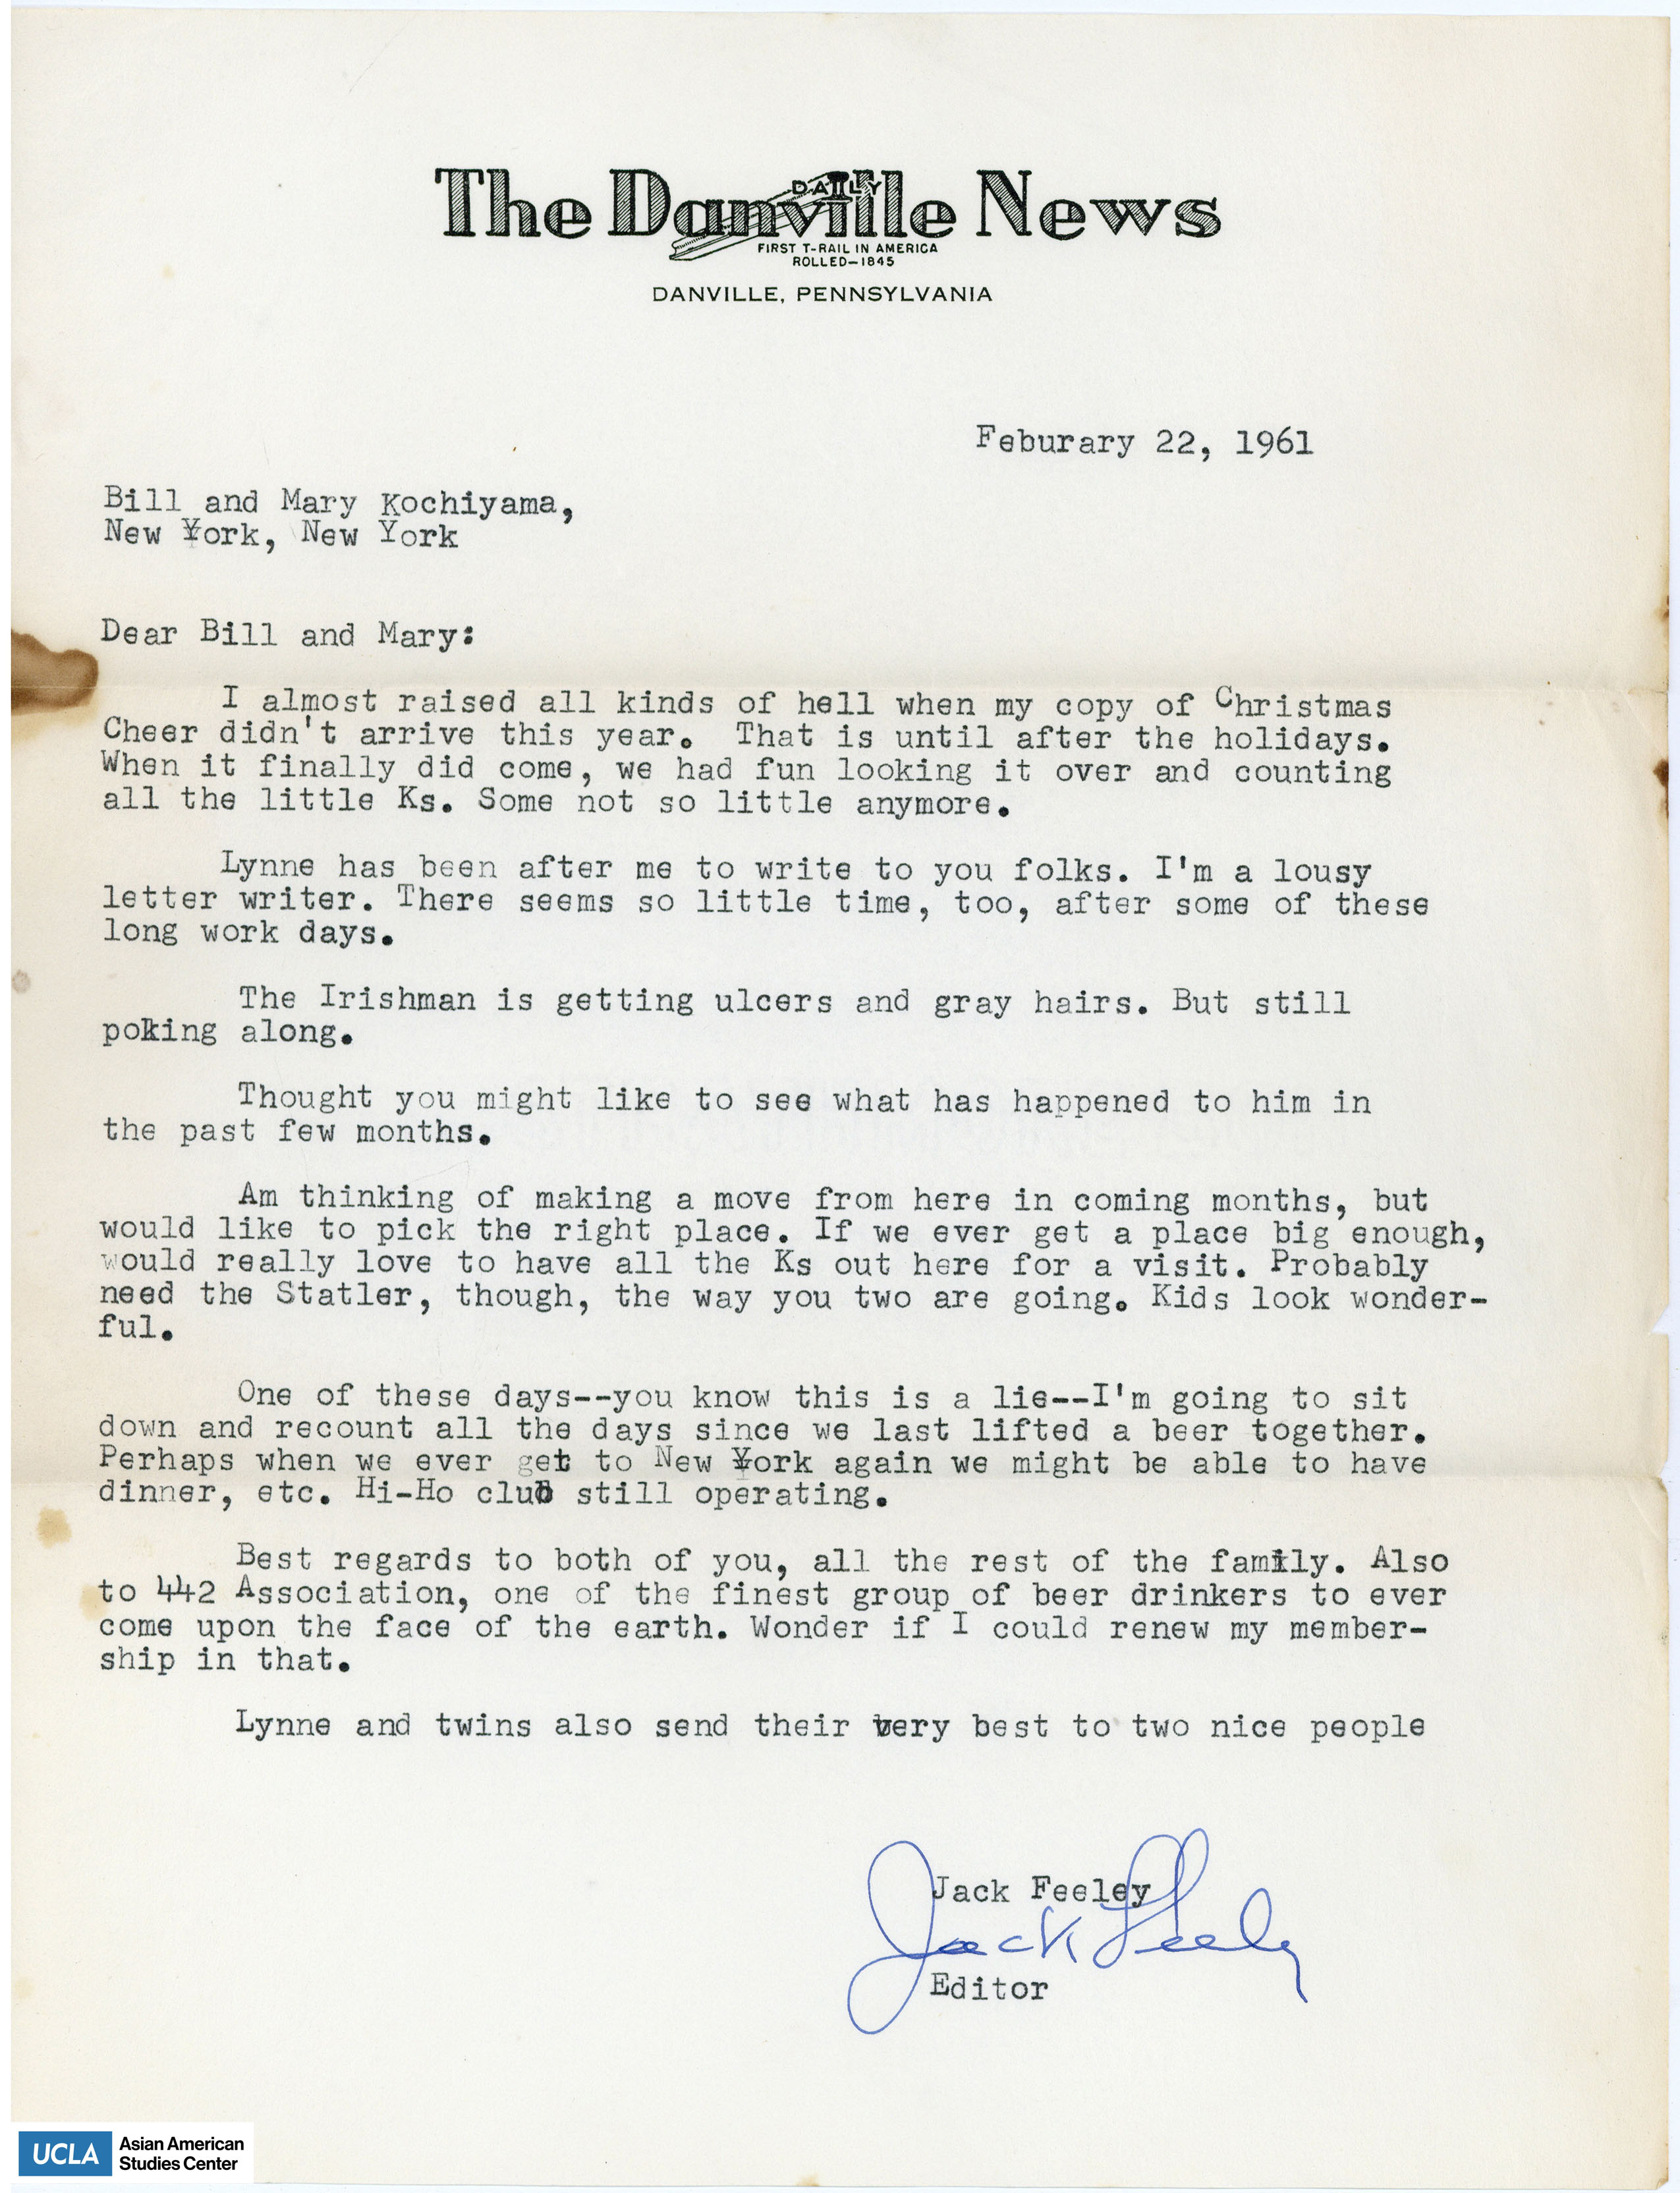 The Danville News
DAILY
FIRST T-RAIL IN AMERICA
ROLLED—1845
DANVILLE, PENNSYLVANIA
Feburary 22, 1961
Bill and Mary Kochiyama,
New York, New York
Dear Bill and Mary:
I almost raised all kinds of hell when my copy of Christmas
Cheer didn't arrive this year. That is until after the holidays.
When it finally did come, we had fun looking it over and counting
all the little Ks. Some not so little anymore.
Lynne has been after me to write to you folks. I'm a lousy
letter writer. There seems so little time, too, after some of these
long work days.
The Irishman is getting ulcers and gray hairs. But still
poking along.
Thought you might like to see what has happened to him in
the past few months.
Am thinking of making a move from here in coming months, but
would like to pick the right place. If we ever get a place big enough,
would really love to have all the Ks out here for a visit. Probably
need the Statler, though, the way you two are going. Kids look wonder-
ful.
One of these days--you know this is a lie--I'm going to sit
down and recount all the days since we last lifted a beer together.
Perhaps when we ever get to New York again we might be able to have
dinner, etc. Hi-Ho club still operating.
Best regards to both of you, all the rest of the family. Also
to 442 Association, one of the finest group of beer drinkers to ever
come upon the face of the earth. Wonder if I could renew my member-
ship in that.
Lynne and twins also send their very best to two nice people
Jack Feeley
Jack Feeley
Editor
UCLA Asian American
Studies Center